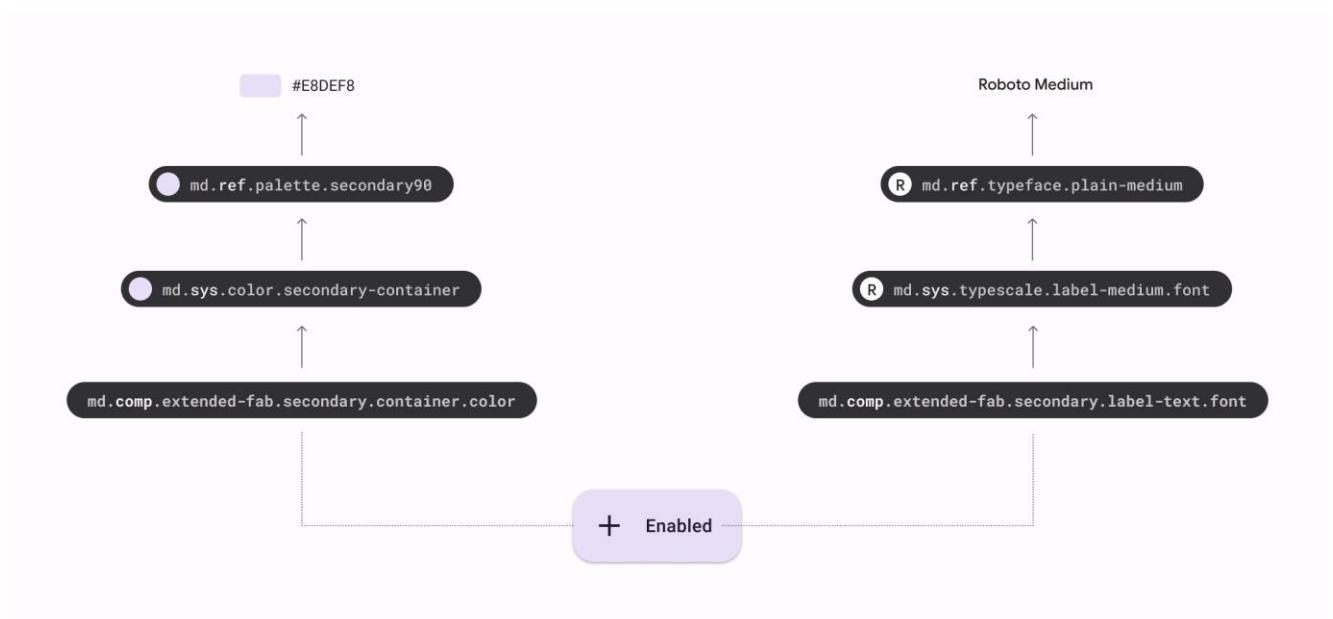 #E8DEF8
Roboto Medium
md.ref.palette.secondary90
R md.ref.typeface.plain-medium
md.sys.color.secondary-container
R md.sys.typescale.label-medium.font
md.comp.extended-fab.secondary.container.color
md.comp.extended-fab.secondary.label-text.font
+ Enabled